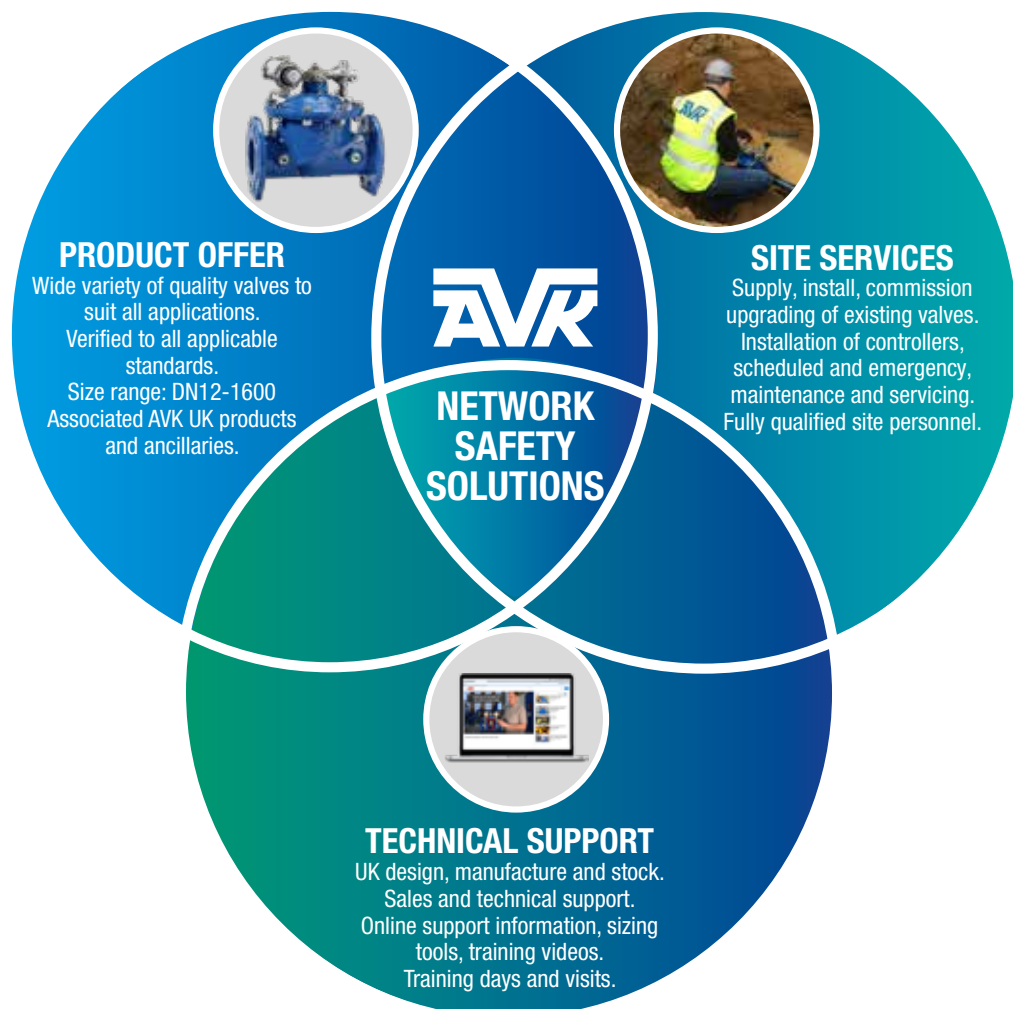 PRODUCT OFFER
Wide variety of quality valves to
suit all applications.
Verified to all applicable
standards.
Size range: DN12-1600
Associated AVK UK products
and ancillaries.
AVK
SITE SERVICES
Supply, install, commission
upgrading of existing valves.
Installation of controllers,
scheduled and emergency,
maintenance and servicing.
Fully qualified site personnel.
AVK
NETWORK
SAFETY
SOLUTIONS
TECHNICAL SUPPORT
UK design, manufacture and stock.
Sales and technical support.
Online support information, sizing
tools, training videos.
Training days and visits.